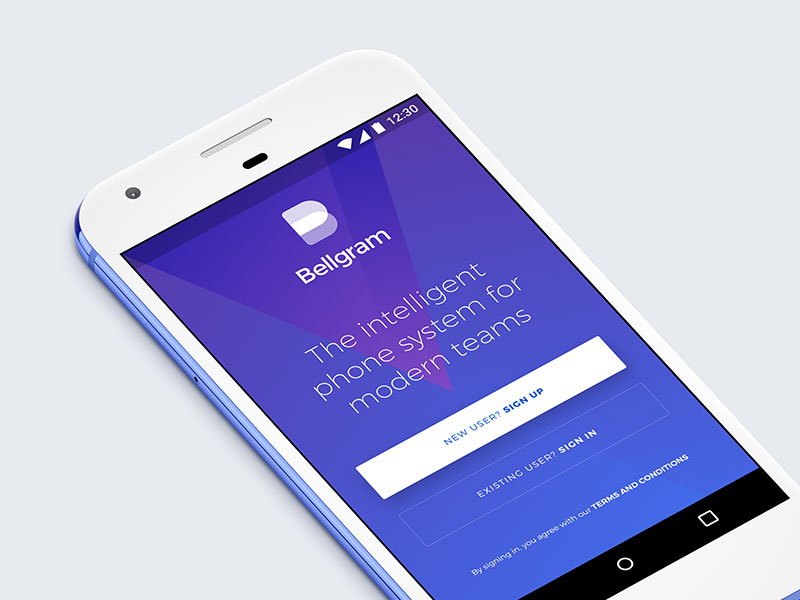 12:30
Bellgram
The intelligent
phone system for
modern teams
NEW USER? SIGN UP
EXISTING USER? SIGN IN
By signing in, you agree with our TERMS AND CONDITIONS